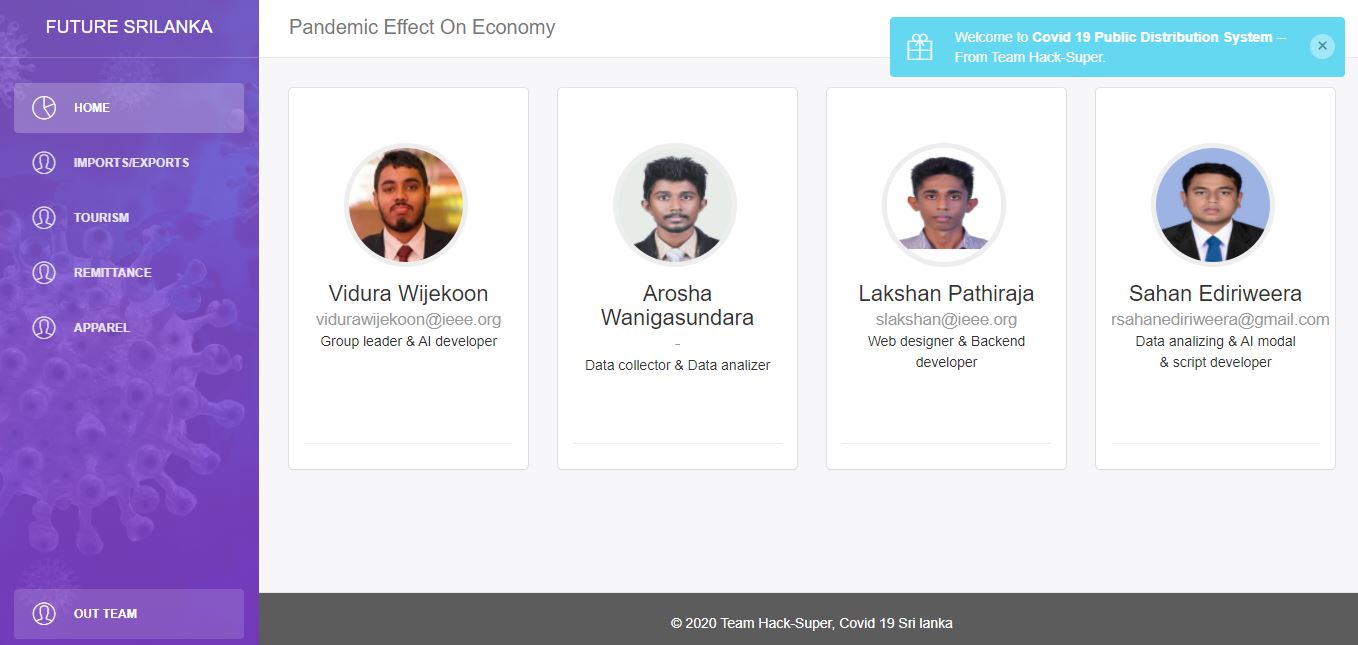 FUTURE SRILANKA
HOME
IMPORTS/EXPORTS
TOURISM
REMITTANCE
APPAREL
OUT TEAM
Pandemic Effect On Economy
Welcome to Covid 19 Public Distribution System —
From Team Hack-Super.
Vidura Wijekoon
vidurawijekoon@ieee.org
Group leader & AI developer
Arosha
Wanigasundara
-
Data collector & Data analizer
Lakshan Pathiraja
slakshan@ieee.org
Web designer & Backend
developer
Sahan Ediriweera
rsahanediriweera@gmail.com
Data analizing & AI modal
& script developer
© 2020 Team Hack-Super, Covid 19 Sri lanka